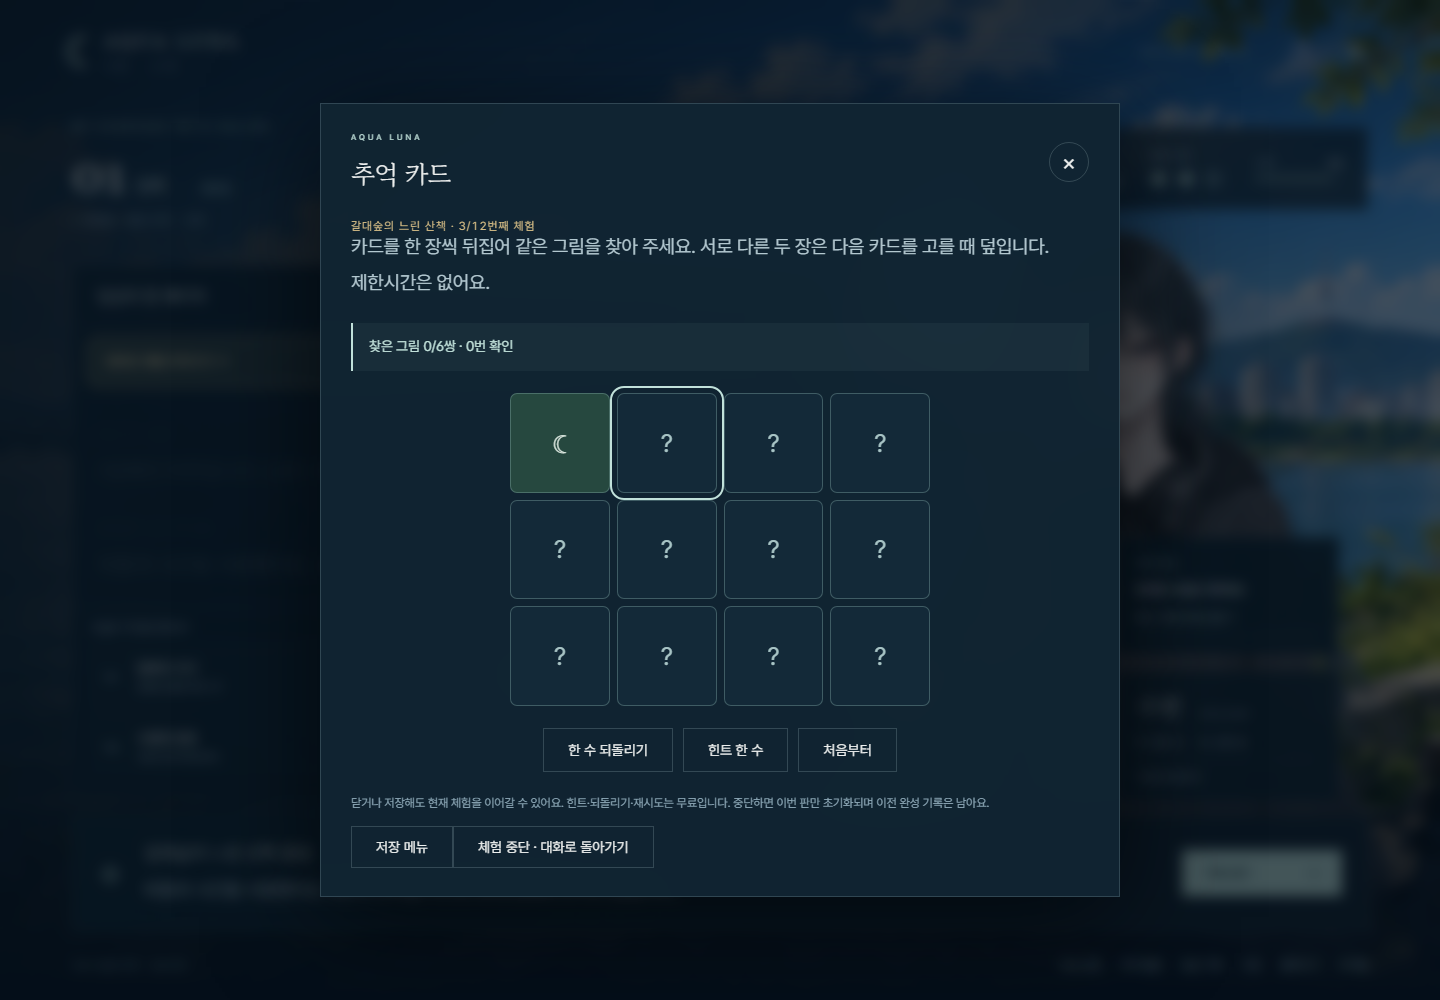 AQUA LUNA
추억 카드
×
갈대숲의 느린 산책 · 3/12번째 체험
카드를 한 장씩 뒤집어 같은 그림을 찾아 주세요. 서로 다른 두 장은 다음 카드를 고를 때 덮입니다.
제한시간은 없어요.
찾은 그림 0/6쌍 · 0번 확인
☾ ? ? ?
? ? ? ?
? ? ? ?
한 수 되돌리기 힌트 한 수 처음부터
닫거나 저장해도 현재 체험을 이어갈 수 있어요. 힌트·되돌리기·재시도는 무료입니다. 중단하면 이번 판만 초기화되며 이전 완성 기록은 남아요.
저장 메뉴 체험 중단 · 대화로 돌아가기